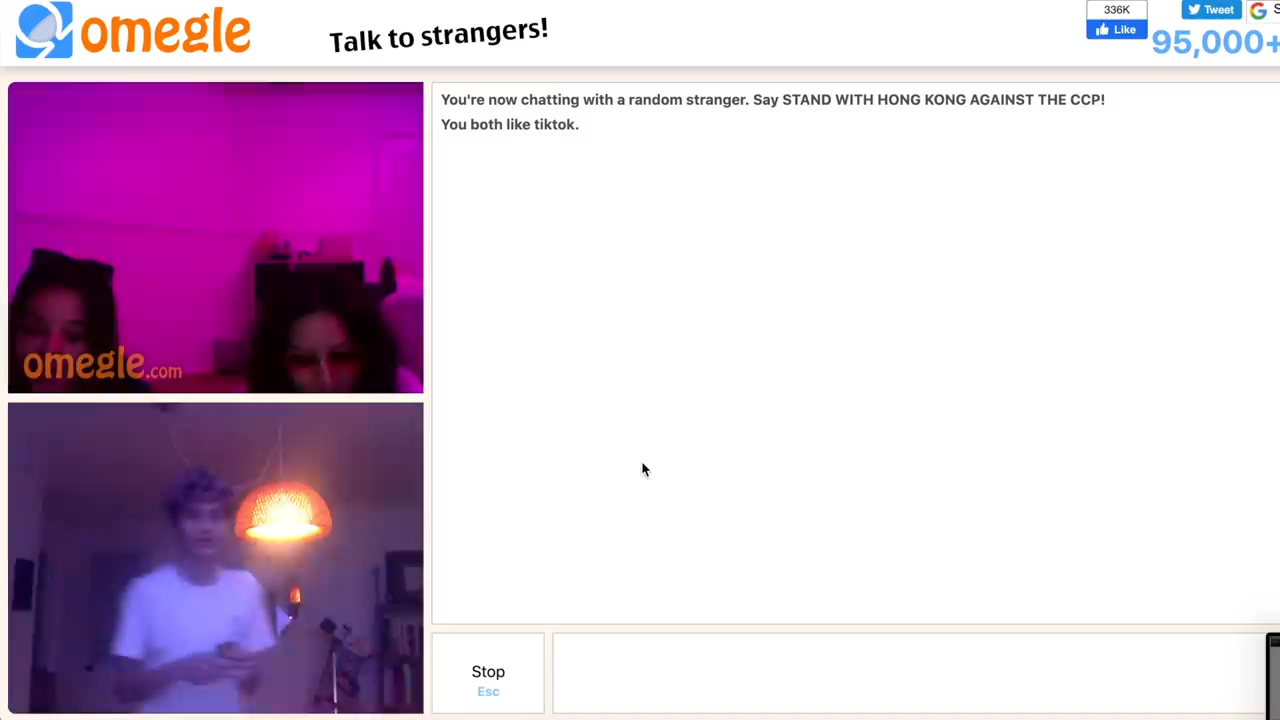 omegle
Talk to strangers!
336K
Like
Tweet
G S
95,000+
You're now chatting with a random stranger. Say STAND WITH HONG KONG AGAINST THE CCP!
You both like tiktok.
omegle.com
Stop
Esc